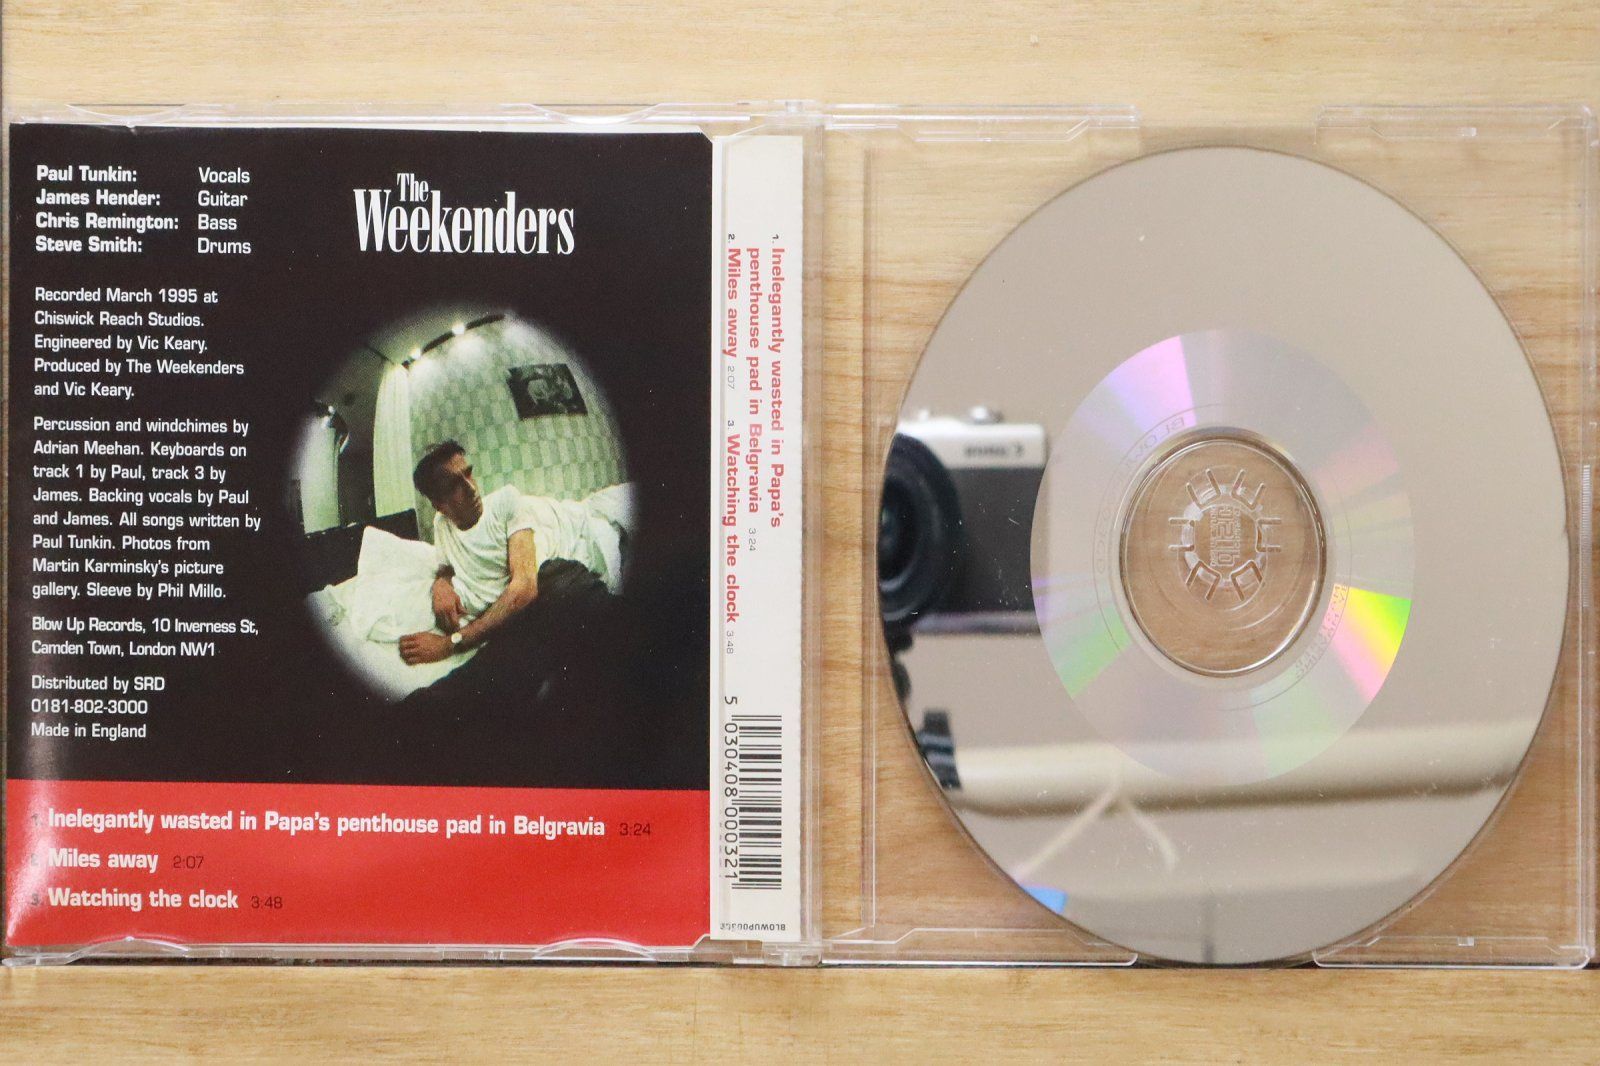 Paul Tunkin: Vocals
James Hender: Guitar
Chris Remington: Bass
Steve Smith: Drums
Recorded March 1995 at
Chiswick Reach Studios.
Engineered by Vic Keary.
Produced by The Weekenders
and Vic Keary.
Percussion and windchimes by
Adrian Meehan. Keyboards on
track 1 by Paul, track 3 by
James. Backing vocals by Paul
and James. All songs written by
Paul Tunkin. Photos from
Martin Karminsky's picture
gallery. Sleeve by Phil Millo.
Blow Up Records, 10 Inverness St,
Camden Town, London NW1
Distributed by SRD
0181-802-3000
Made in England
The
Weekenders
1. Inelegantly wasted in Papa's penthouse pad in Belgravia 3:24
2. Miles away 2:07
3. Watching the clock 3:48
1. Inelegantly wasted in Papa's
penthouse pad in Belgravia 3:24
2. Miles away 2:07 3. Watching the clock 3:48
5 030408 000321
Canon